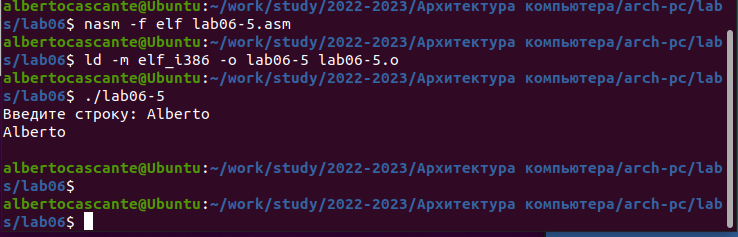 albertocascante@Ubuntu:~/work/study/2022-2023/Архитектура компьютера/arch-pc/lab
s/lab06$ nasm -f elf lab06-5.asm
albertocascante@Ubuntu:~/work/study/2022-2023/Архитектура компьютера/arch-pc/lab
s/lab06$ ld -m elf_i386 -o lab06-5 lab06-5.o
albertocascante@Ubuntu:~/work/study/2022-2023/Архитектура компьютера/arch-pc/lab
s/lab06$ ./lab06-5
Введите строку: Alberto
Alberto
albertocascante@Ubuntu:~/work/study/2022-2023/Архитектура компьютера/arch-pc/lab
s/lab06$
albertocascante@Ubuntu:~/work/study/2022-2023/Архитектура компьютера/arch-pc/lab
s/lab06$